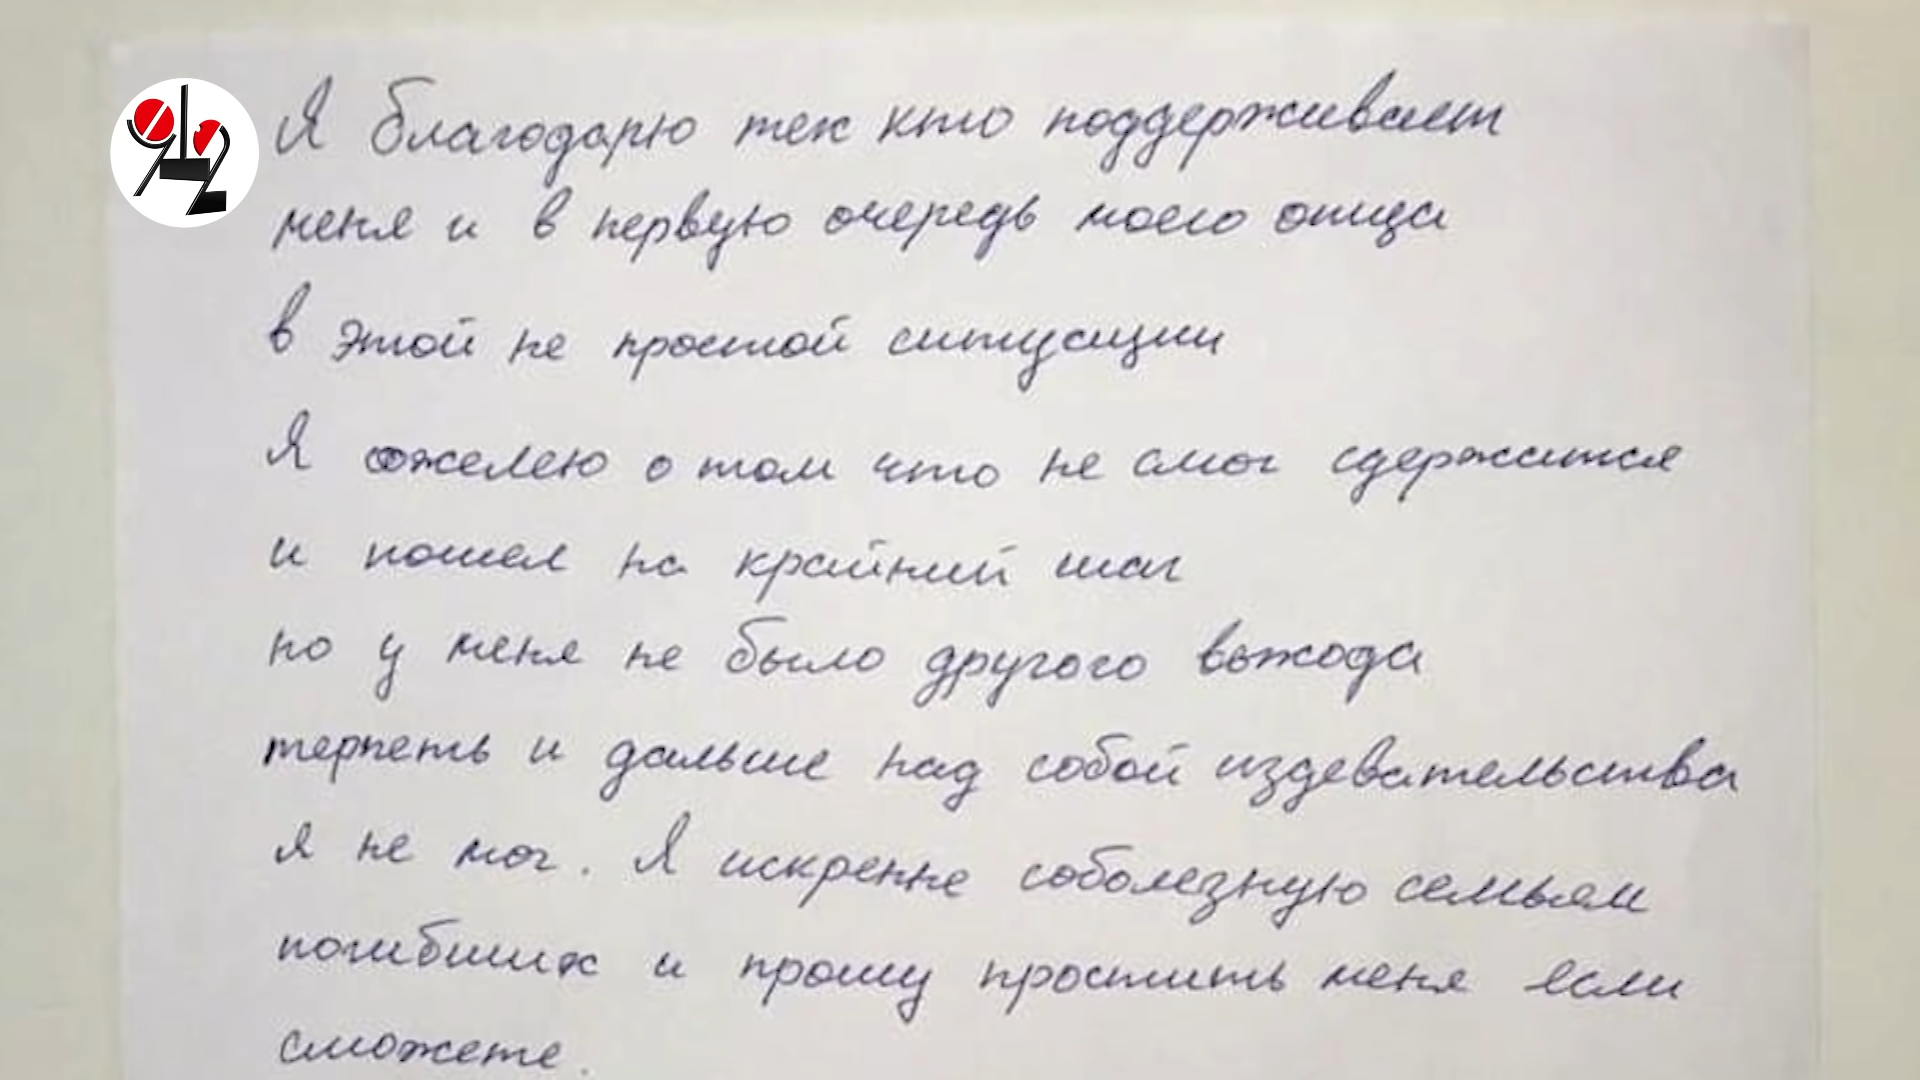 Я благодарю тех кто поддерживает
меня и в первую очередь моего отца
в этой не простой ситуации
Я сожелею о том что не смог сдержатся
и пошел на крайний шаг
но у меня не было другого выхода
терпеть и дальше над собой издевательства
я не мог. Я искренне соболезную семьям
погибших и прошу простить меня если
сможете.